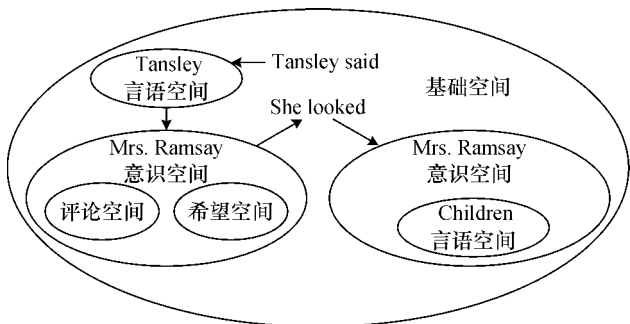 Tansley
言语空间
Tansley said
基础空间
She looked
Mrs. Ramsay
意识空间
评论空间
希望空间
Mrs. Ramsay
意识空间
Children
言语空间